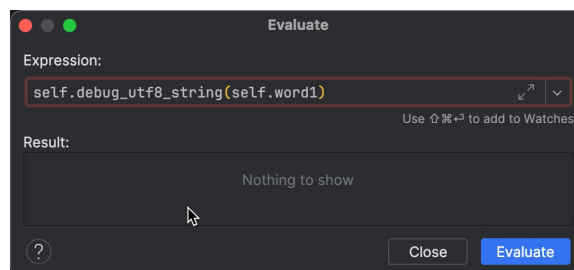 Evaluate
Expression:
self.debug_utf8_string(self.word1)
Use ⇧⌘⏎ to add to Watches
Result:
Nothing to show
?
Close
Evaluate